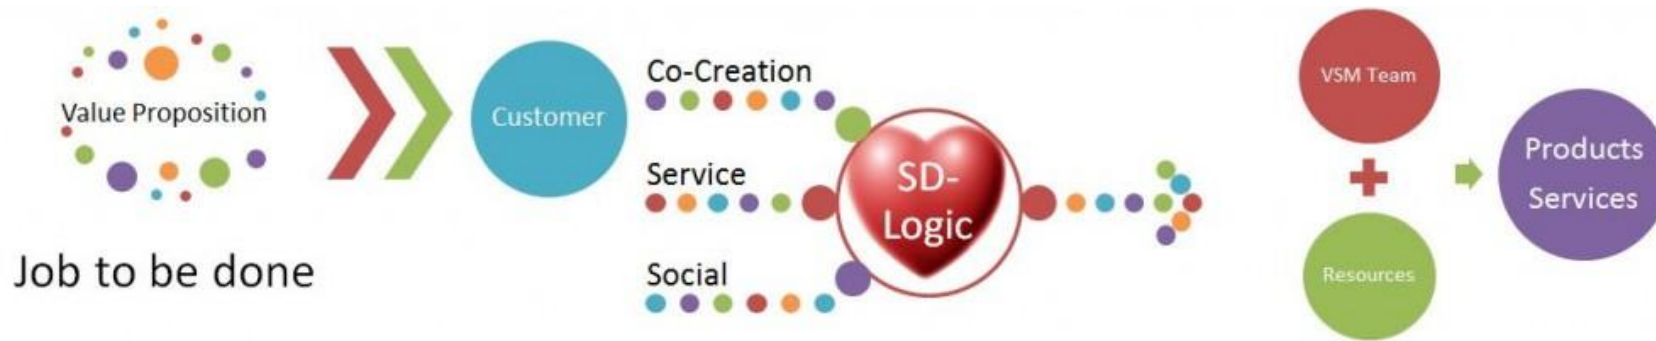 Value Proposition
Job to be done
Customer
Co-Creation
Service
Social
SD-
Logic
VSM Team
Resources
Products
Services